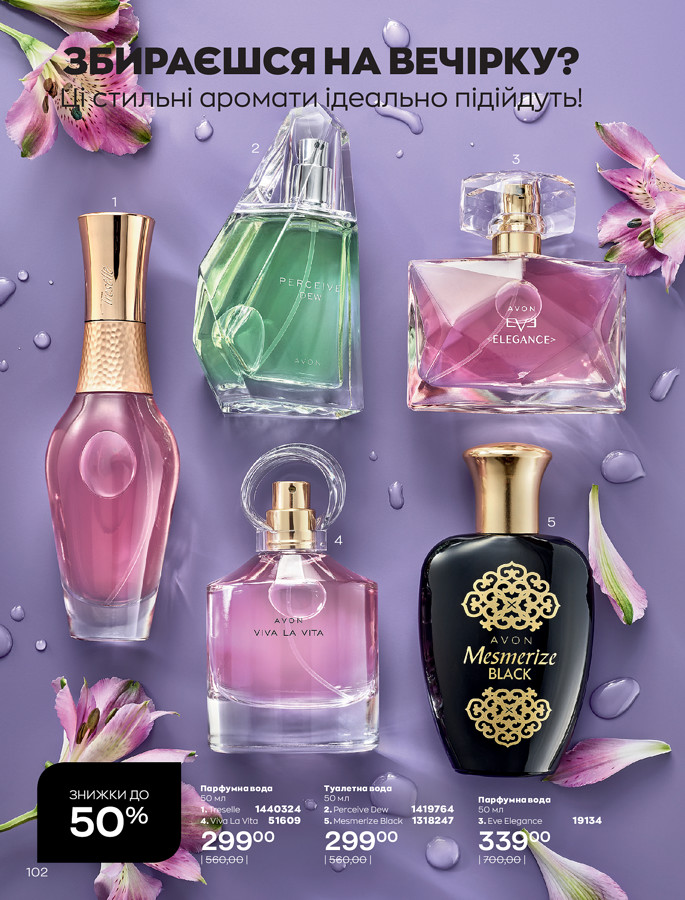 ЗБИРАЄШСЯ НА ВЕЧІРКУ?
Ці стильні аромати ідеально підійдуть!
1
2
3
Treselle
PERCEIVE
DEW
AVON
AVON
EVE
<ELEGANCE>
4
5
AVON
VIVA LA VITA
AVON
Mesmerize
BLACK
ЗНИЖКИ ДО
50%
Парфумна вода
50 мл
1. Treselle 1440324
4. Viva La Vita 51609
299⁰⁰
| 560,00 |
Туалетна вода
50 мл
2. Perceive Dew 1419764
5. Mesmerize Black 1318247
299⁰⁰
| 560,00 |
Парфумна вода
50 мл
3. Eve Elegance 19134
339⁰⁰
| 700,00 |
102